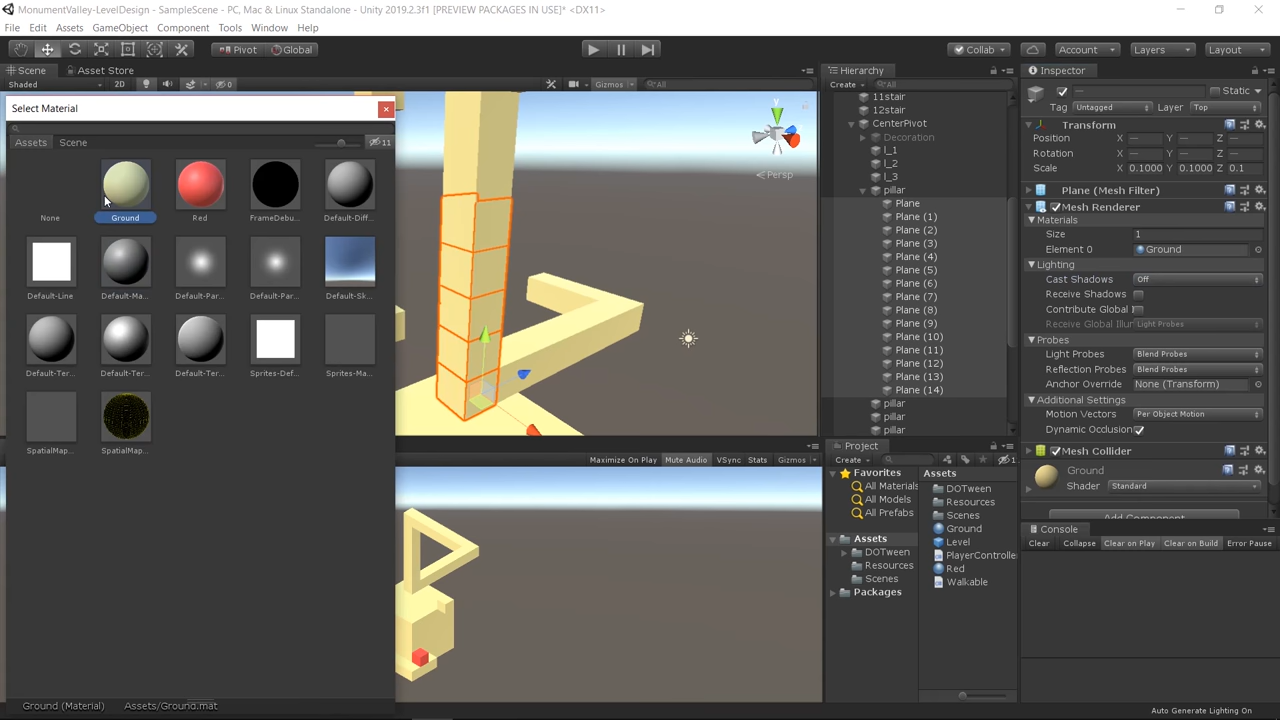 MonumentValley-LevelDesign - SampleScene - PC, Mac & Linux Standalone - Unity 2019.2.3f1 [PREVIEW PACKAGES IN USE]* <DX11>
File Edit Assets GameObject Component Tools Window Help
Pivot Global Collab Account Layers Layout
Scene Asset Store
Shaded 2D 0 Gizmos All
Select Material
Assets Scene 11
None Ground Red FrameDebu... Default-Diff...
Default-Line Default-Ma... Default-Par... Default-Par... Default-Sk...
Default-Ter... Default-Ter... Default-Ter... Sprites-Def... Sprites-Ma...
SpatialMap... SpatialMap...
Ground (Material) Assets/Ground.mat
y
Persp
Maximize On Play Mute Audio VSync Stats Gizmos
Hierarchy
Create All
11stair
12stair
CenterPivot
Decoration
l_1
l_2
l_3
pillar
Plane
Plane (1)
Plane (2)
Plane (3)
Plane (4)
Plane (5)
Plane (6)
Plane (7)
Plane (8)
Plane (9)
Plane (10)
Plane (11)
Plane (12)
Plane (13)
Plane (14)
pillar
pillar
pillar
Project
Create 1
Favorites
All Materials
All Models
All Prefabs
Assets
DOTween
Resources
Scenes
Packages
Assets
DOTween
Resources
Scenes
Ground
Level
PlayerControlle
Red
Walkable
Inspector
— Static
Tag Untagged Layer Top
Transform
Position X — Y — Z —
Rotation X — Y — Z —
Scale X 0.1000 Y 0.1000 Z 0.1
Plane (Mesh Filter)
Mesh Renderer
Materials
Size 1
Element 0 Ground
Lighting
Cast Shadows Off
Receive Shadows
Contribute Global I
Receive Global Illur Light Probes
Probes
Light Probes Blend Probes
Reflection Probes Blend Probes
Anchor Override None (Transform)
Additional Settings
Motion Vectors Per Object Motion
Dynamic Occlusion
Mesh Collider
Ground
Shader Standard
Add Component
Console
Clear Collapse Clear on Play Clear on Build Error Pause
Auto Generate Lighting On